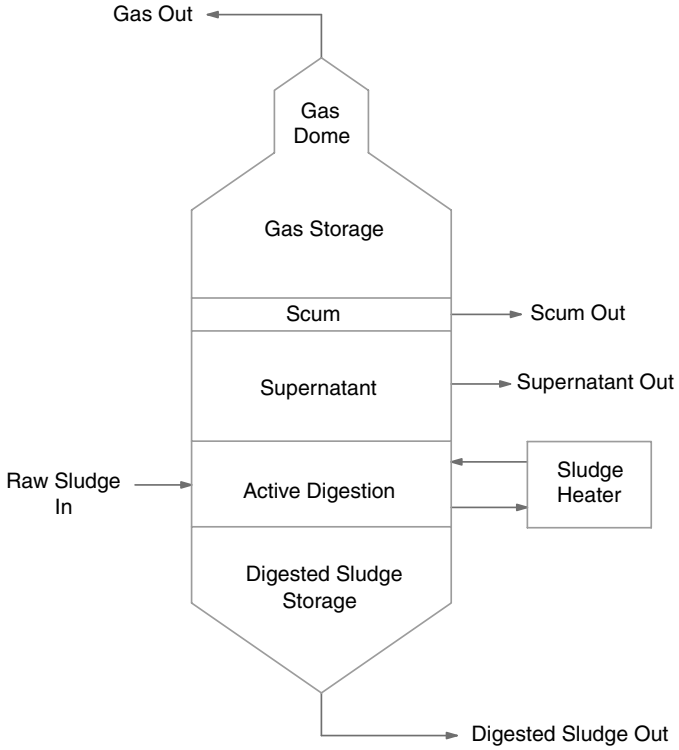 Gas Out
Gas
Dome
Gas Storage
Scum
Scum Out
Supernatant
Supernatant Out
Raw Sludge
In
Active Digestion
Sludge
Heater
Digested Sludge
Storage
Digested Sludge Out